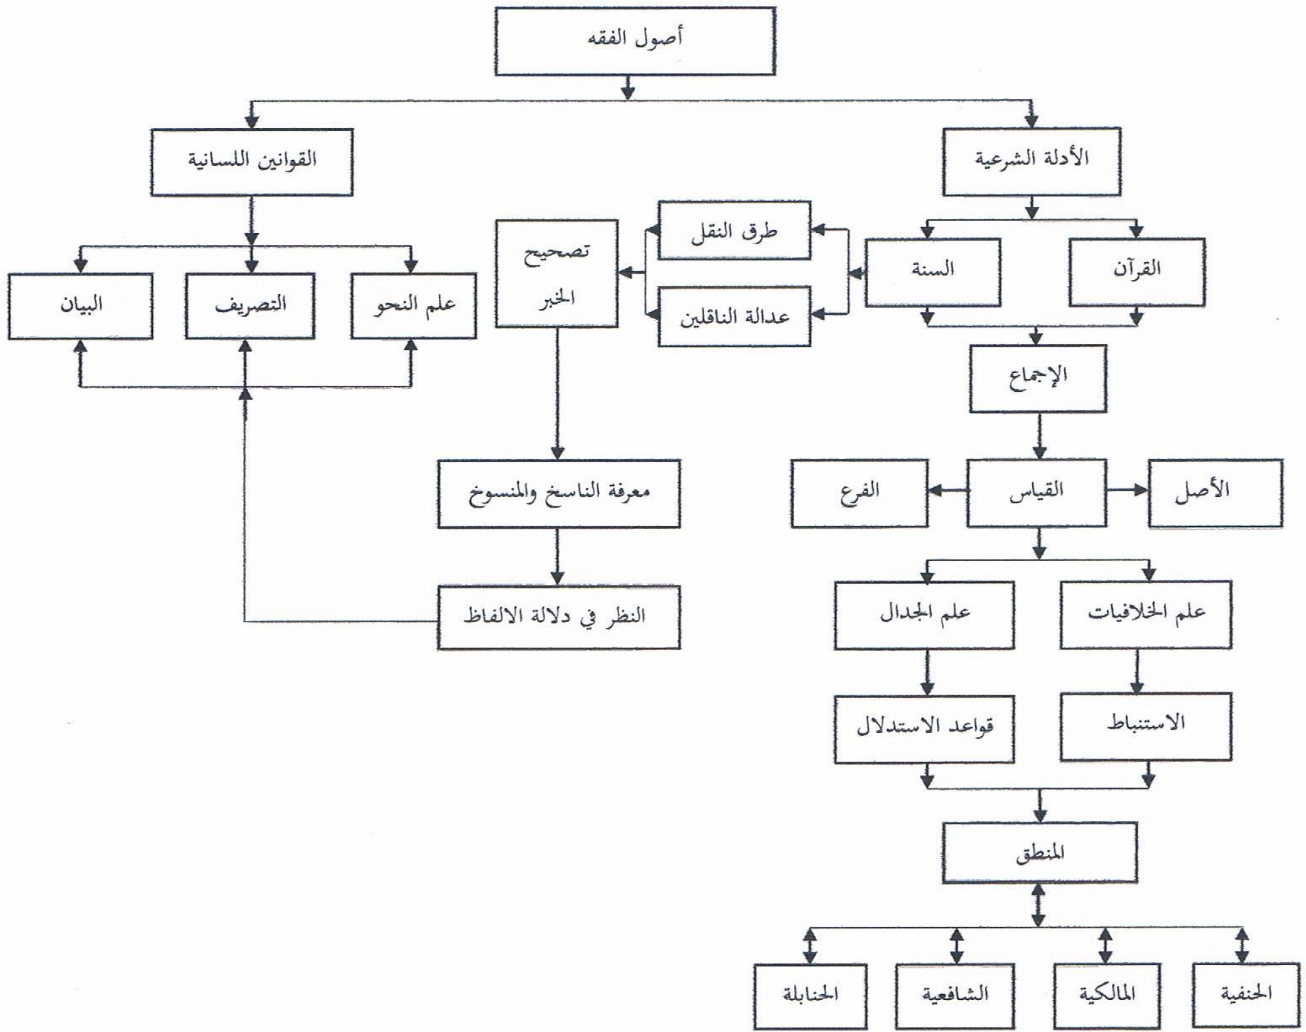 أصول الفقه
الأدلة الشرعية
القوانين اللسانية
القرآن
السنة
طرق النقل
عدالة الناقلين
تصحيح
الخبر
علم النحو
التصريف
البيان
الإجماع
الأصل
القياس
الفرع
معرفة الناسخ والمنسوخ
النظر في دلالة الالفاظ
علم الخلافيات
علم الجدال
الاستنباط
قواعد الاستدلال
المنطق
الحنفية
المالكية
الشافعية
الحنابلة